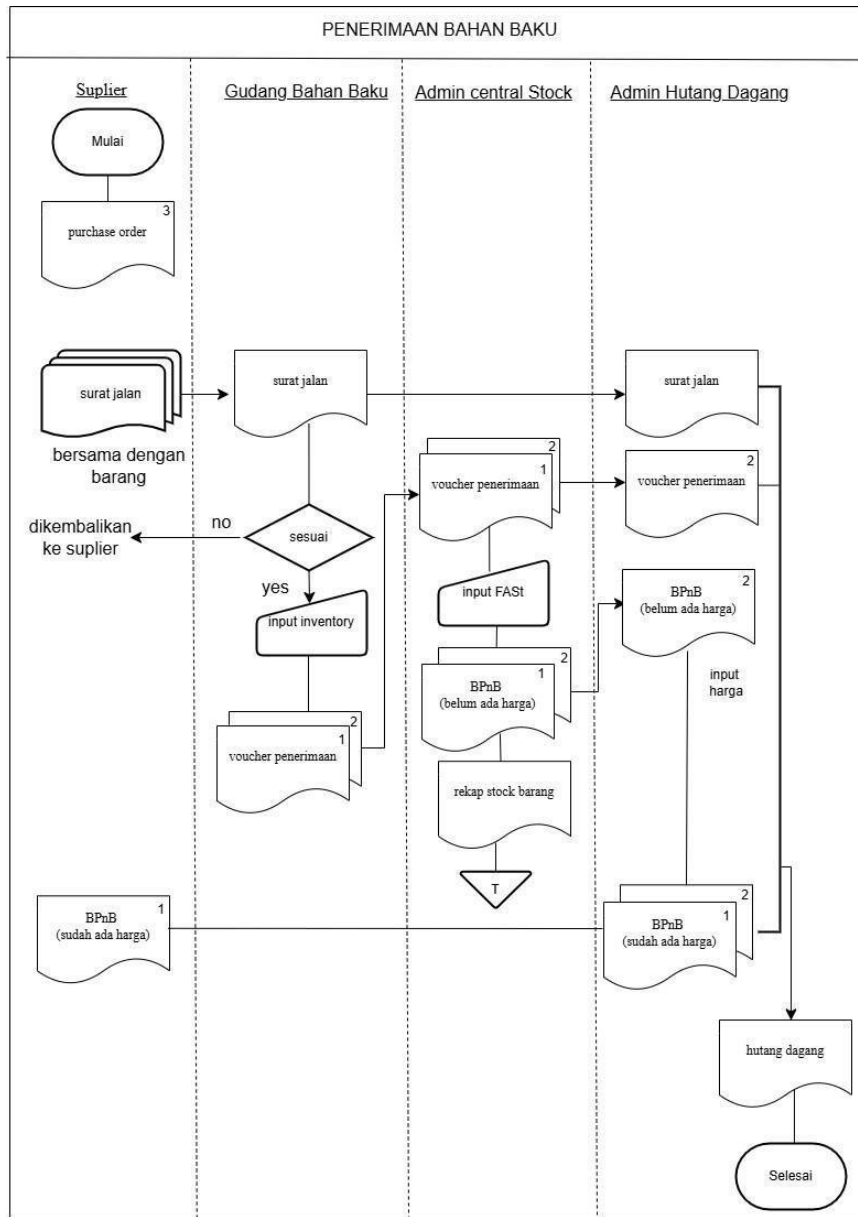 PENERIMAAN BAHAN BAKU
Suplier
Gudang Bahan Baku
Admin central Stock
Admin Hutang Dagang
Mulai
3
purchase order
surat jalan
bersama dengan
barang
surat jalan
surat jalan
2
1
voucher penerimaan
2
voucher penerimaan
dikembalikan
ke suplier
no
sesuai
yes
input inventory
input FASt
2
BPnB
(belum ada harga)
input
harga
2
1
BPnB
(belum ada harga)
2
1
voucher penerimaan
rekap stock barang
T
1
BPnB
(sudah ada harga)
2
1
BPnB
(sudah ada harga)
hutang dagang
Selesai